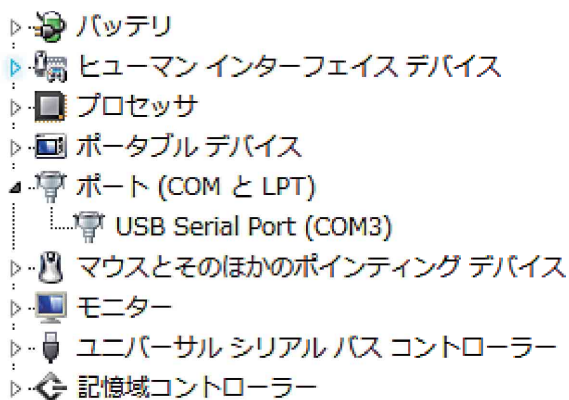 バッテリ
ヒューマン インターフェイス デバイス
プロセッサ
ポータブル デバイス
ポート (COM と LPT)
USB Serial Port (COM3)
マウスとそのほかのポインティング デバイス
モニター
ユニバーサル シリアル バス コントローラー
記憶域コントローラー